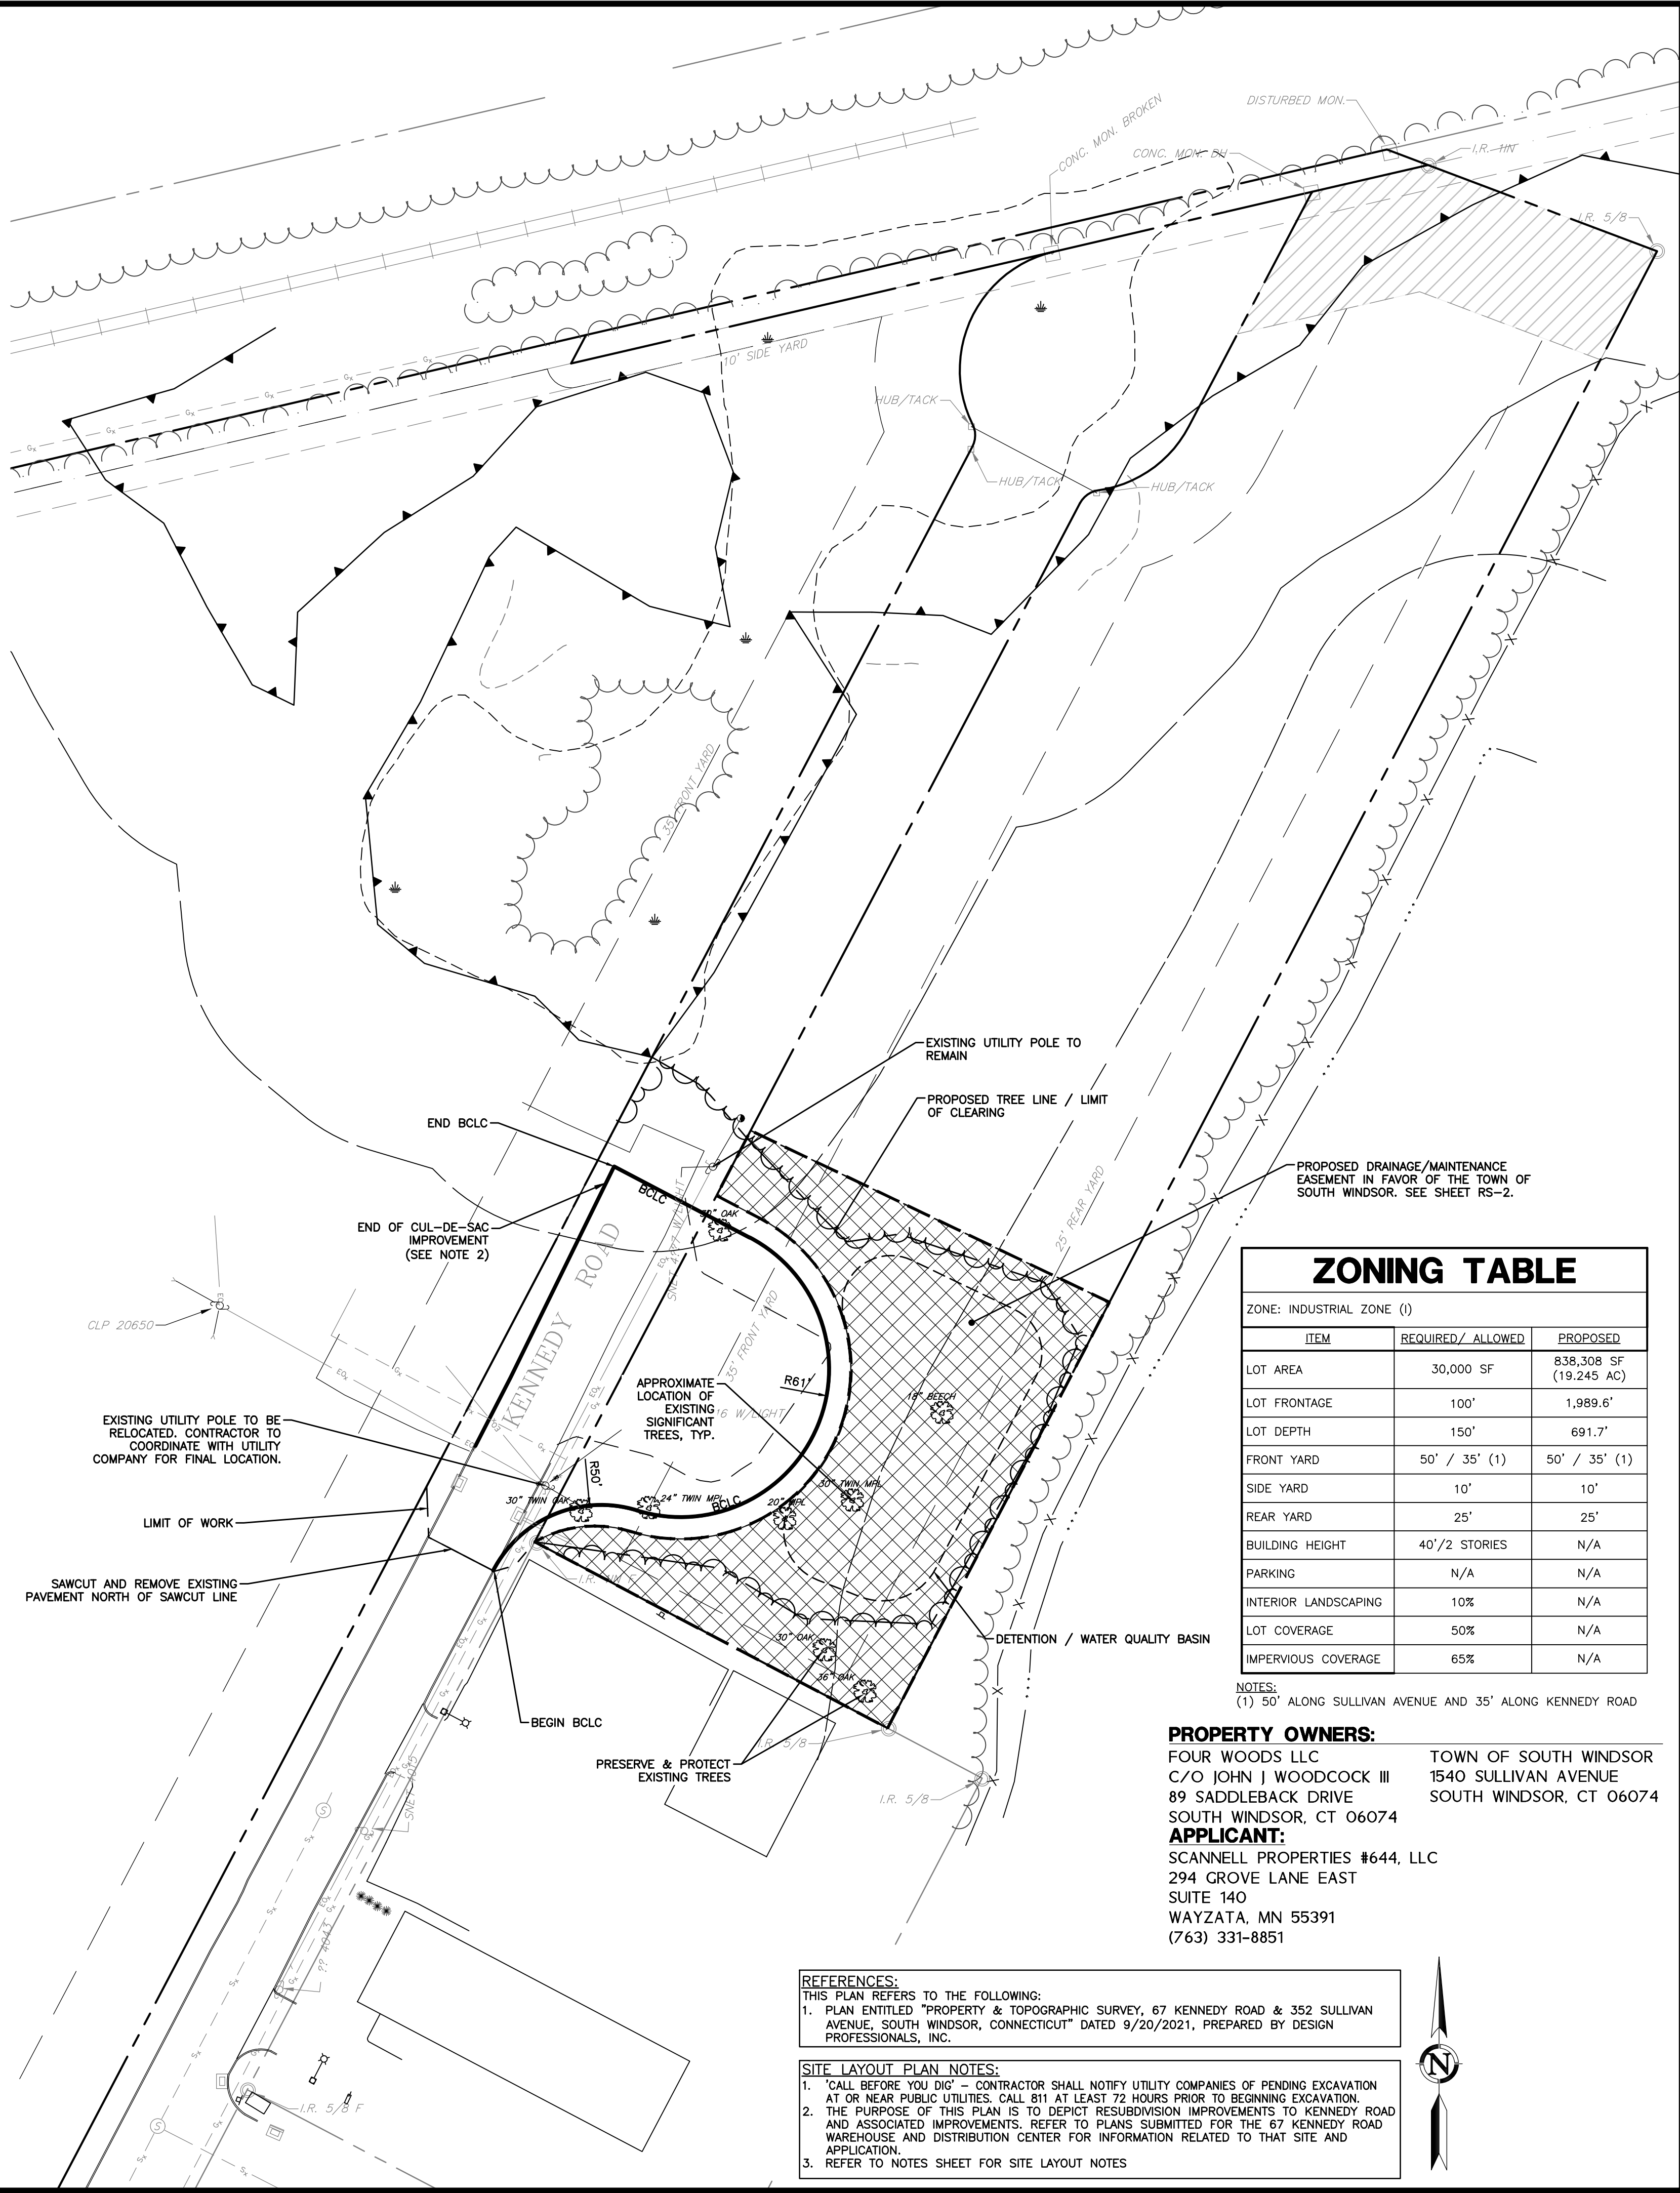 DISTURBED MON.
CONC. MON. BROKEN
CONC. MON. DH
I.R. 1IN
I.R. 5/8
10' SIDE YARD
HUB/TACK
HUB/TACK
HUB/TACK
35' FRONT YARD
EXISTING UTILITY POLE TO
REMAIN
PROPOSED TREE LINE / LIMIT
OF CLEARING
END BCLC
PROPOSED DRAINAGE/MAINTENANCE
EASEMENT IN FAVOR OF THE TOWN OF
SOUTH WINDSOR. SEE SHEET RS-2.
25' REAR YARD
BCLC
30" OAK
END OF CUL-DE-SAC
IMPROVEMENT
(SEE NOTE 2)
KENNEDY ROAD
35' FRONT YARD
CLP 20650
APPROXIMATE
LOCATION OF
EXISTING
SIGNIFICANT
TREES, TYP.
R61'
16 W/LIGHT
18" BEECH
EXISTING UTILITY POLE TO BE
RELOCATED. CONTRACTOR TO
COORDINATE WITH UTILITY
COMPANY FOR FINAL LOCATION.
R50'
30" TWIN OAK
24" TWIN MPL
BCLC
20" MPL
30" TWIN MPL
LIMIT OF WORK
SAWCUT AND REMOVE EXISTING
PAVEMENT NORTH OF SAWCUT LINE
30" OAK
36" OAK
DETENTION / WATER QUALITY BASIN
BEGIN BCLC
PRESERVE & PROTECT
EXISTING TREES
I.R. 5/8
I.R. 5/8
I.R. 5/8 F
ZONING TABLE
ZONE: INDUSTRIAL ZONE (I)
ITEM REQUIRED/ ALLOWED PROPOSED
LOT AREA 30,000 SF 838,308 SF
(19.245 AC)
LOT FRONTAGE 100' 1,989.6'
LOT DEPTH 150' 691.7'
FRONT YARD 50' / 35' (1) 50' / 35' (1)
SIDE YARD 10' 10'
REAR YARD 25' 25'
BUILDING HEIGHT 40'/2 STORIES N/A
PARKING N/A N/A
INTERIOR LANDSCAPING 10% N/A
LOT COVERAGE 50% N/A
IMPERVIOUS COVERAGE 65% N/A
NOTES:
(1) 50' ALONG SULLIVAN AVENUE AND 35' ALONG KENNEDY ROAD
PROPERTY OWNERS:
FOUR WOODS LLC
C/O JOHN J WOODCOCK III
89 SADDLEBACK DRIVE
SOUTH WINDSOR, CT 06074
TOWN OF SOUTH WINDSOR
1540 SULLIVAN AVENUE
SOUTH WINDSOR, CT 06074
APPLICANT:
SCANNELL PROPERTIES #644, LLC
294 GROVE LANE EAST
SUITE 140
WAYZATA, MN 55391
(763) 331-8851
REFERENCES:
THIS PLAN REFERS TO THE FOLLOWING:
1. PLAN ENTITLED "PROPERTY & TOPOGRAPHIC SURVEY, 67 KENNEDY ROAD & 352 SULLIVAN
AVENUE, SOUTH WINDSOR, CONNECTICUT" DATED 9/20/2021, PREPARED BY DESIGN
PROFESSIONALS, INC.
SITE LAYOUT PLAN NOTES:
1. 'CALL BEFORE YOU DIG' – CONTRACTOR SHALL NOTIFY UTILITY COMPANIES OF PENDING EXCAVATION
AT OR NEAR PUBLIC UTILITIES. CALL 811 AT LEAST 72 HOURS PRIOR TO BEGINNING EXCAVATION.
2. THE PURPOSE OF THIS PLAN IS TO DEPICT RESUBDIVISION IMPROVEMENTS TO KENNEDY ROAD
AND ASSOCIATED IMPROVEMENTS. REFER TO PLANS SUBMITTED FOR THE 67 KENNEDY ROAD
WAREHOUSE AND DISTRIBUTION CENTER FOR INFORMATION RELATED TO THAT SITE AND
APPLICATION.
3. REFER TO NOTES SHEET FOR SITE LAYOUT NOTES
N